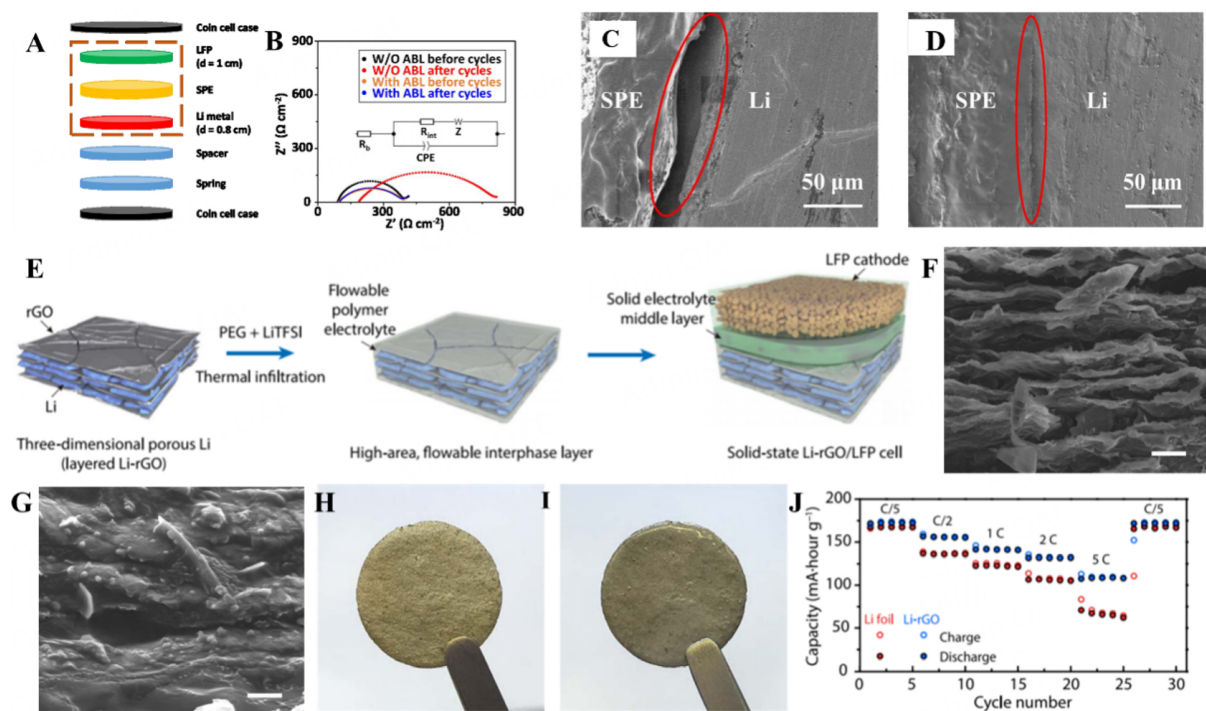 A
Coin cell case
LFP
(d = 1 cm)
SPE
Li metal
(d = 0.8 cm)
Spacer
Spring
Coin cell case
B
900
600
300
0
0
300
600
900
Z'' (Ω cm⁻²)
Z' (Ω cm⁻²)
W/O ABL before cycles
W/O ABL after cycles
With ABL before cycles
With ABL after cycles
Rb
Rint
Z
CPE
C
SPE
Li
50 μm
D
SPE
Li
50 μm
E
rGO
Li
Three-dimensional porous Li
(layered Li-rGO)
PEG + LiTFSI
Thermal infiltration
Flowable
polymer
electrolyte
High-area, flowable interphase layer
LFP cathode
Solid electrolyte
middle layer
Solid-state Li-rGO/LFP cell
F
G
H
I
J
200
150
100
50
0
Capacity (mA·hour g⁻¹)
C/5
C/2
1 C
2 C
5 C
C/5
Li foil
Li-rGO
Charge
Discharge
0
5
10
15
20
25
30
Cycle number